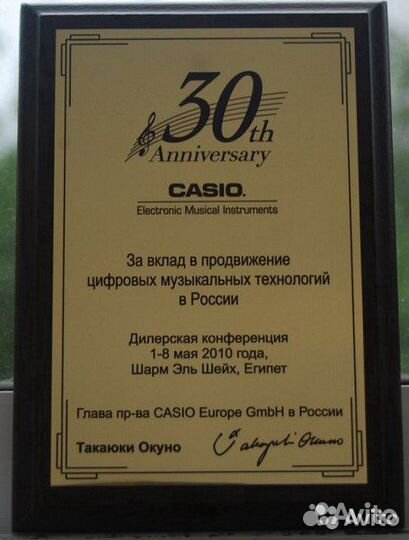 30th
Anniversary
CASIO.
Electronic Musical Instruments
За вклад в продвижение
цифровых музыкальных технологий
в России
Дилерская конференция
1-8 мая 2010 года,
Шарм Эль Шейх, Египет
Глава пр-ва CASIO Europe GmbH в России
Такаюки Окуно
Avito
Avito